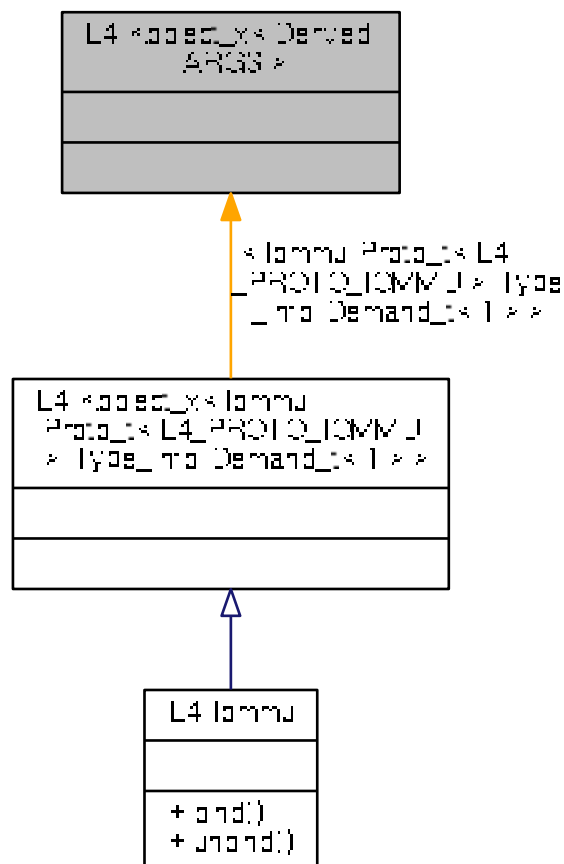 L4::Kobject_x< Derived
ARGS >
< Iommu, Proto_t< L4
_PROTO_IOMMU >, Type
_info::Demand_t< 1 > >
L4::Kobject_x< Iommu,
Proto_t< L4_PROTO_IOMMU
>, Type_info::Demand_t< 1 > >
L4::Iommu
+ bind()
+ unbind()